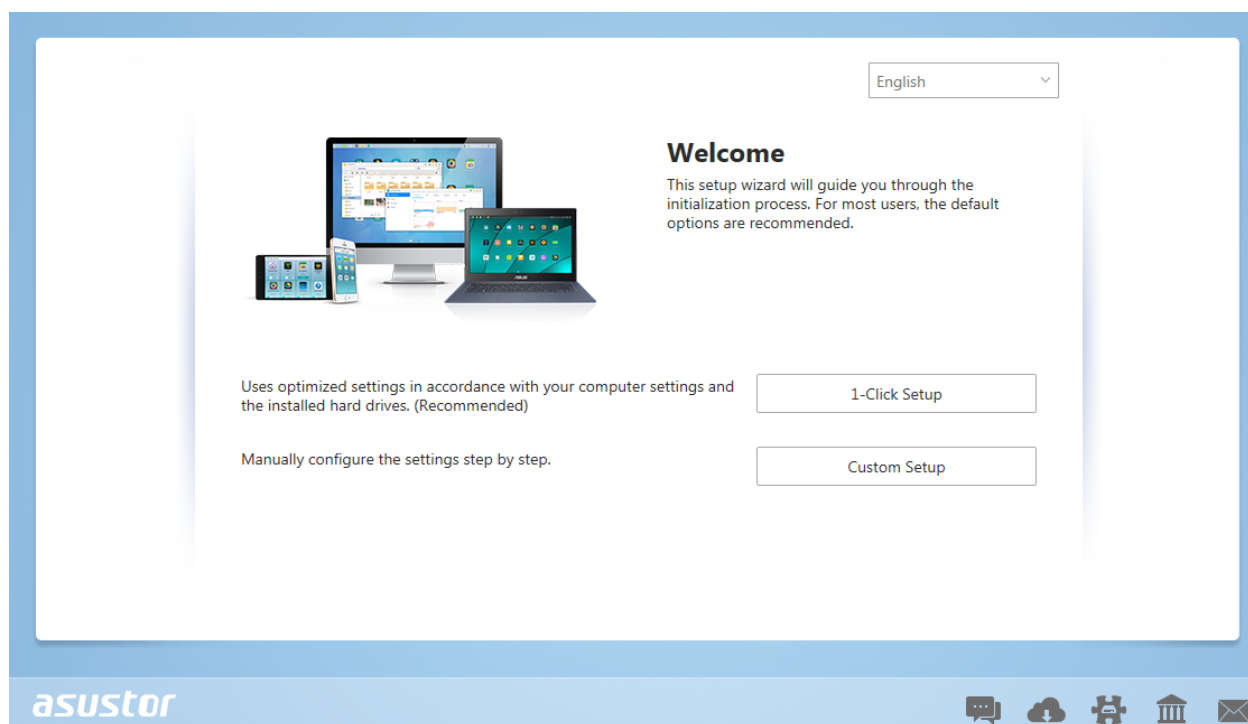 English
Welcome
This setup wizard will guide you through the
initialization process. For most users, the default
options are recommended.
Uses optimized settings in accordance with your computer settings and
the installed hard drives. (Recommended)
1-Click Setup
Manually configure the settings step by step.
Custom Setup
asustor